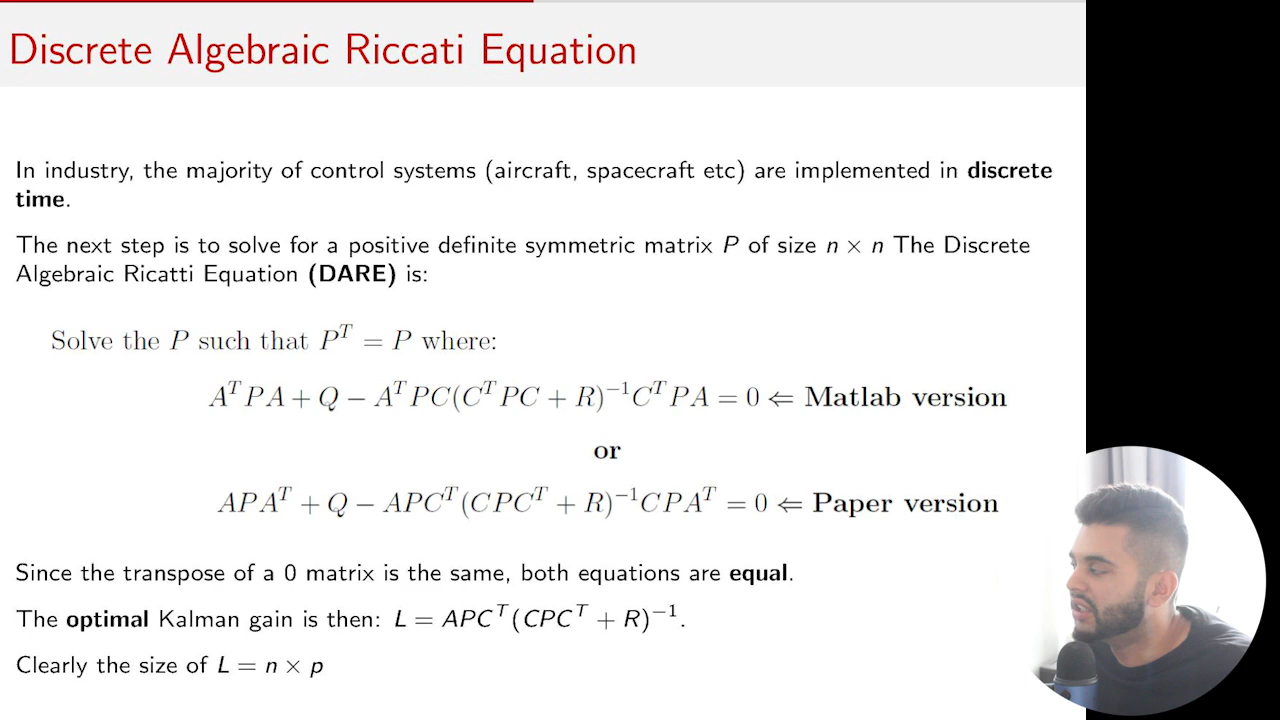 Discrete Algebraic Riccati Equation
In industry, the majority of control systems (aircraft, spacecraft etc) are implemented in discrete
time.
The next step is to solve for a positive definite symmetric matrix P of size n × n The Discrete
Algebraic Ricatti Equation (DARE) is:
Solve the P such that P^T = P where:
A^T PA + Q − A^T PC(C^T PC + R)^−1 C^T PA = 0 ⇐ Matlab version
or
APA^T + Q − APC^T (CPC^T + R)^−1 CPA^T = 0 ⇐ Paper version
Since the transpose of a 0 matrix is the same, both equations are equal.
The optimal Kalman gain is then: L = APC^T (CPC^T + R)^−1.
Clearly the size of L = n × p